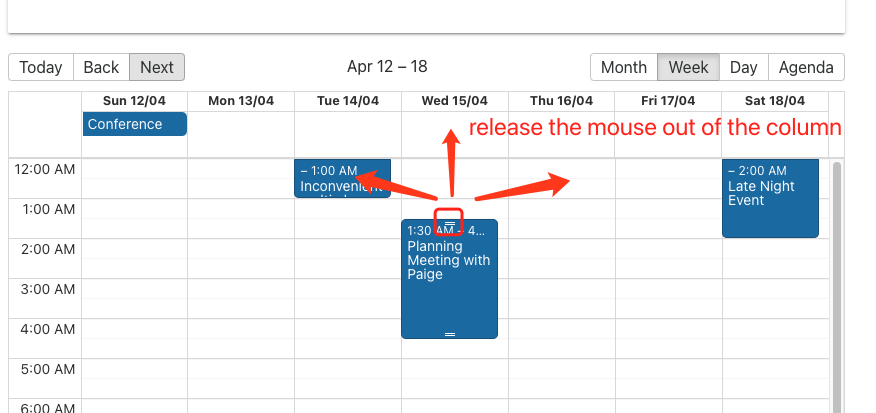 Today Back Next Apr 12 – 18 Month Week Day Agenda
Sun 12/04 Mon 13/04 Tue 14/04 Wed 15/04 Thu 16/04 Fri 17/04 Sat 18/04
Conference
release the mouse out of the column
12:00 AM
– 1:00 AM
Inconvenient
– 2:00 AM
Late Night
Event
1:00 AM
1:30 AM – 4...
Planning
Meeting with
Paige
2:00 AM
3:00 AM
4:00 AM
5:00 AM
6:00 AM